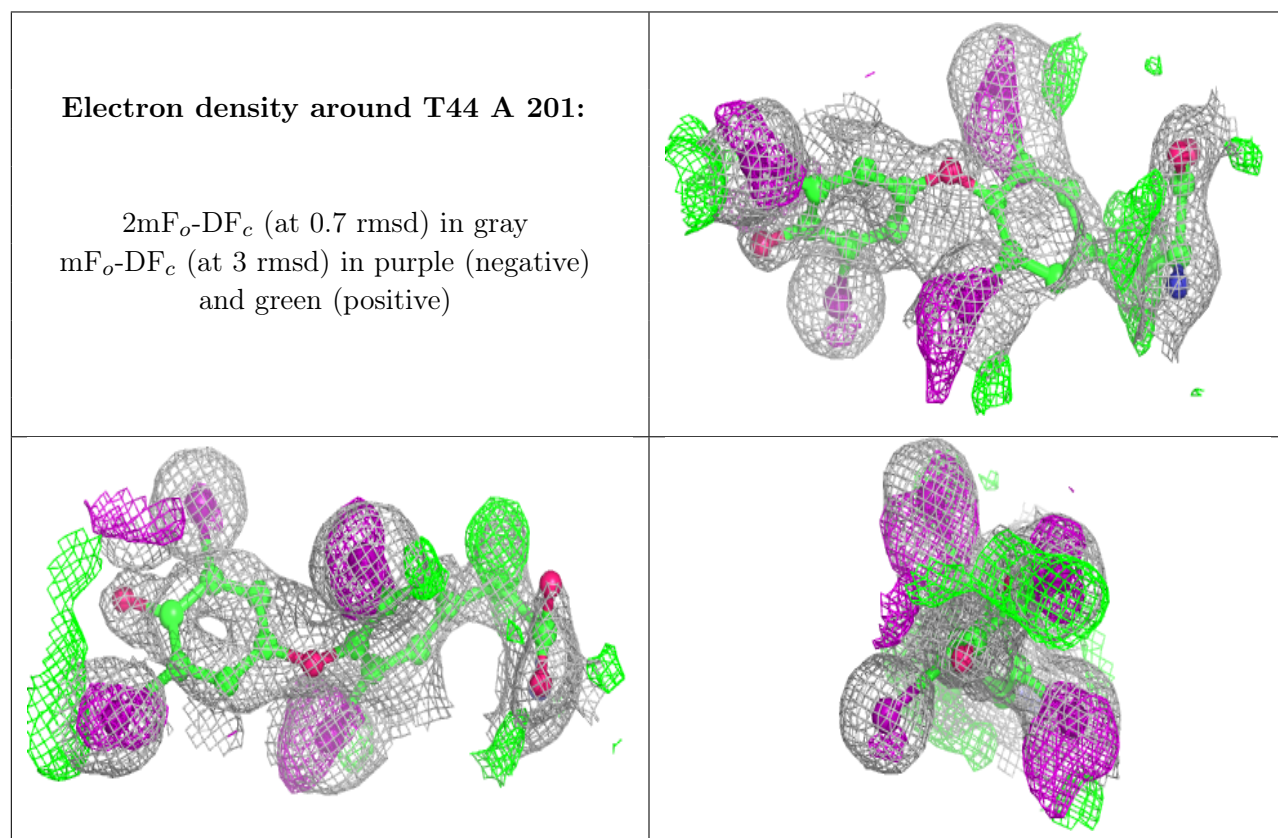 Electron density around T44 A 201:
2mFo-DFc (at 0.7 rmsd) in gray
mFo-DFc (at 3 rmsd) in purple (negative)
and green (positive)